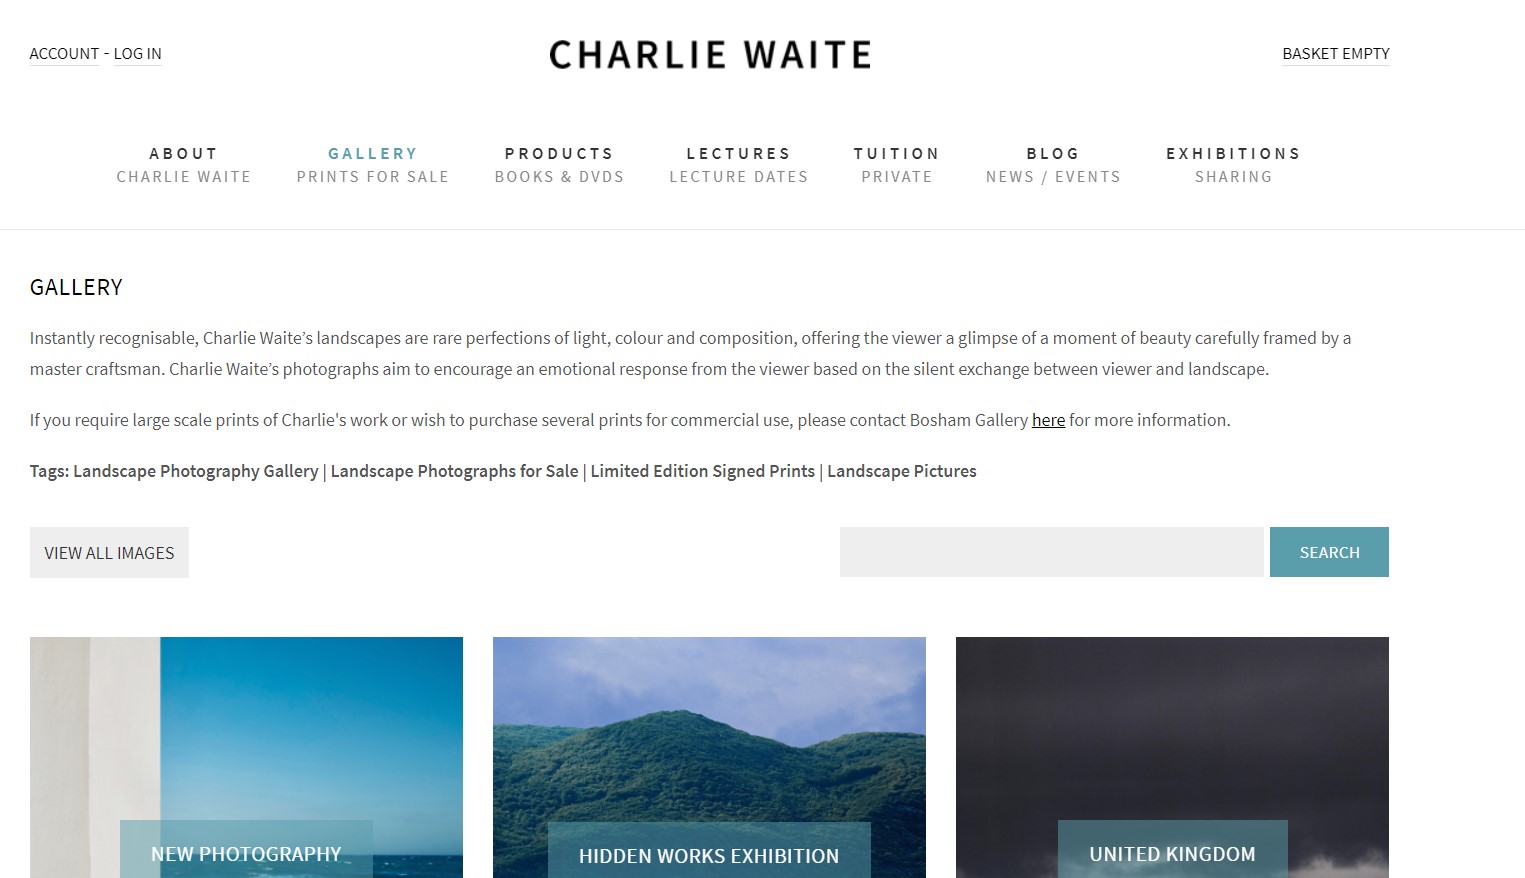 ACCOUNT - LOG IN
CHARLIE WAITE
BASKET EMPTY
ABOUT
CHARLIE WAITE
GALLERY
PRINTS FOR SALE
PRODUCTS
BOOKS & DVDS
LECTURES
LECTURE DATES
TUITION
PRIVATE
BLOG
NEWS / EVENTS
EXHIBITIONS
SHARING
GALLERY
Instantly recognisable, Charlie Waite’s landscapes are rare perfections of light, colour and composition, offering the viewer a glimpse of a moment of beauty carefully framed by a
master craftsman. Charlie Waite’s photographs aim to encourage an emotional response from the viewer based on the silent exchange between viewer and landscape.
If you require large scale prints of Charlie's work or wish to purchase several prints for commercial use, please contact Bosham Gallery here for more information.
Tags: Landscape Photography Gallery | Landscape Photographs for Sale | Limited Edition Signed Prints | Landscape Pictures
VIEW ALL IMAGES
SEARCH
NEW PHOTOGRAPHY
HIDDEN WORKS EXHIBITION
UNITED KINGDOM